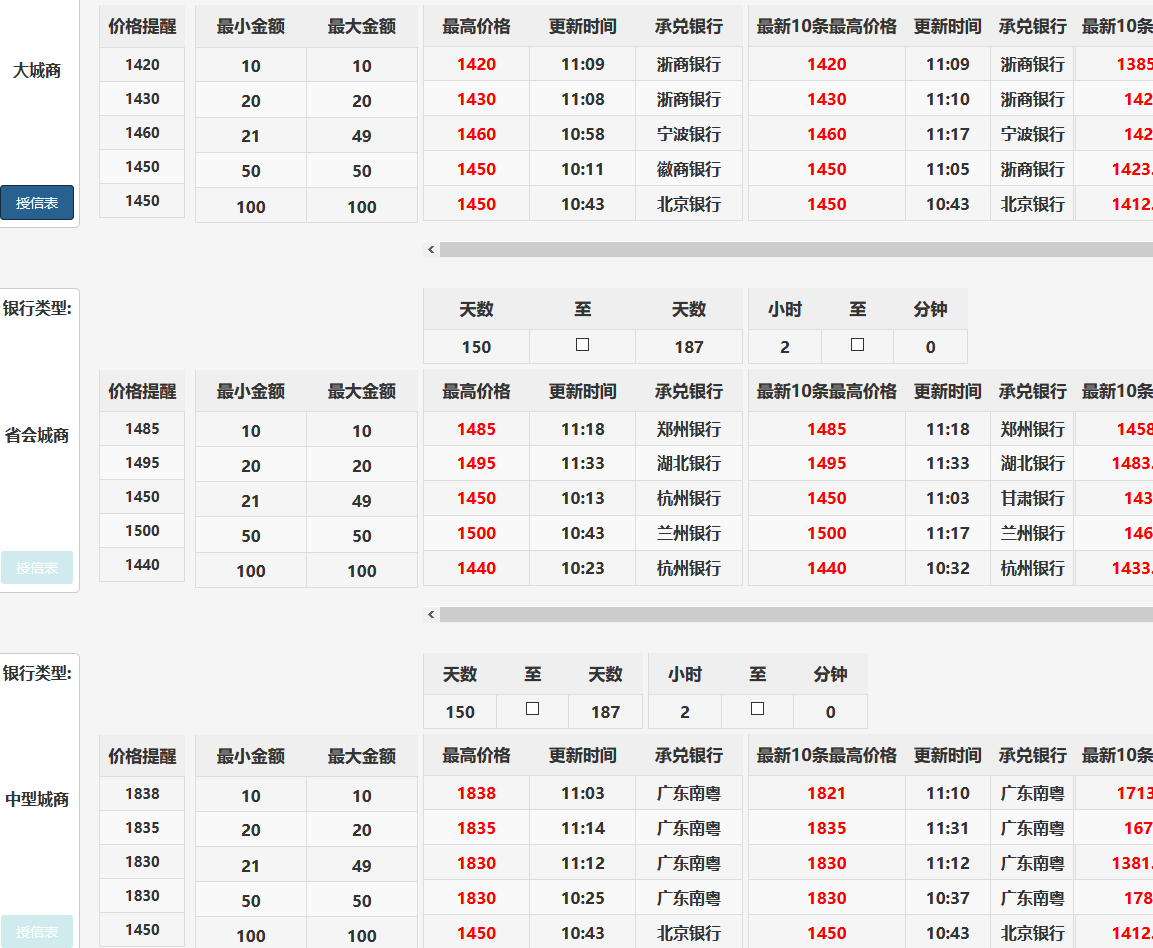 价格提醒 最小金额 最大金额 最高价格 更新时间 承兑银行 最新10条最高价格 更新时间 承兑银行 最新10条
大城商
1420 10 10 1420 11:09 浙商银行 1420 11:09 浙商银行 1385
1430 20 20 1430 11:08 浙商银行 1430 11:10 浙商银行 142
1460 21 49 1460 10:58 宁波银行 1460 11:17 宁波银行 142
1450 50 50 1450 10:11 徽商银行 1450 11:05 浙商银行 1423.
1450 100 100 1450 10:43 北京银行 1450 10:43 北京银行 1412.
授信表
银行类型: 天数 至 天数 小时 至 分钟
150 187 2 0
价格提醒 最小金额 最大金额 最高价格 更新时间 承兑银行 最新10条最高价格 更新时间 承兑银行 最新10条
省会城商
1485 10 10 1485 11:18 郑州银行 1485 11:18 郑州银行 1458
1495 20 20 1495 11:33 湖北银行 1495 11:33 湖北银行 1483.
1450 21 49 1450 10:13 杭州银行 1450 11:03 甘肃银行 143
1500 50 50 1500 10:43 兰州银行 1500 11:17 兰州银行 146
1440 100 100 1440 10:23 杭州银行 1440 10:32 杭州银行 1433.
授信表
银行类型: 天数 至 天数 小时 至 分钟
150 187 2 0
价格提醒 最小金额 最大金额 最高价格 更新时间 承兑银行 最新10条最高价格 更新时间 承兑银行 最新10条
中型城商
1838 10 10 1838 11:03 广东南粤 1821 11:10 广东南粤 1713
1835 20 20 1835 11:14 广东南粤 1835 11:31 广东南粤 167
1830 21 49 1830 11:12 广东南粤 1830 11:12 广东南粤 1381.
1830 50 50 1830 10:25 广东南粤 1830 10:37 广东南粤 178
1450 100 100 1450 10:43 北京银行 1450 10:43 北京银行 1412.
授信表